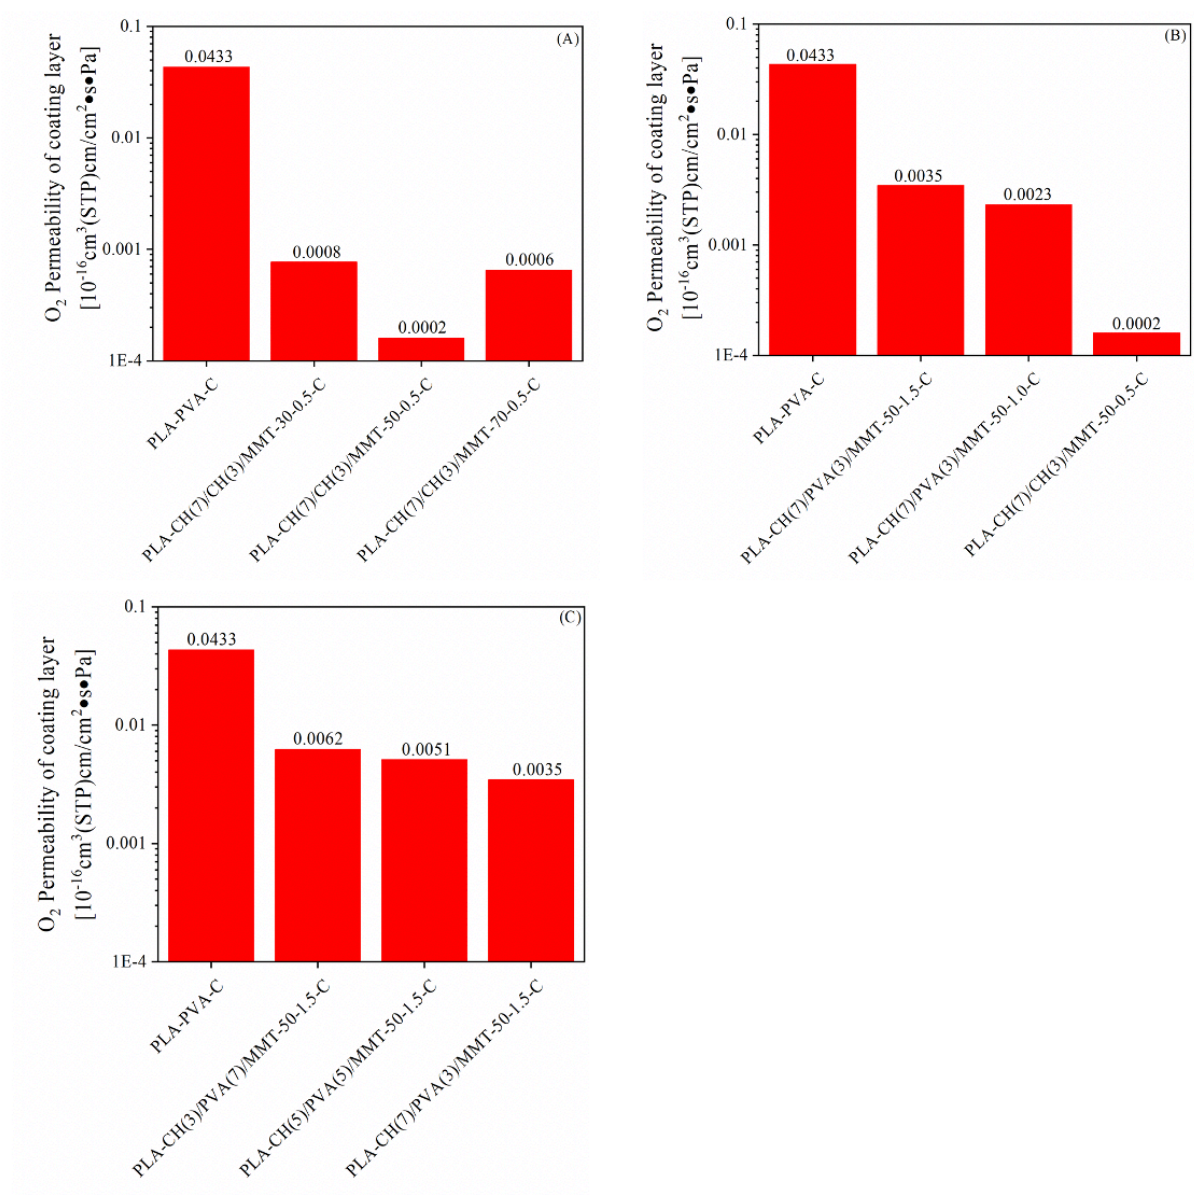 (A)
O2 Permeability of coating layer
[10-16cm3(STP)cm/cm2●s●Pa]
0.1
0.01
0.001
1E-4
0.0433
0.0008
0.0002
0.0006
PLA-PVA-C
PLA-CH(7)/CH(3)/MMT-30-0.5-C
PLA-CH(7)/CH(3)/MMT-50-0.5-C
PLA-CH(7)/CH(3)/MMT-70-0.5-C
(B)
O2 Permeability of coating layer
[10-16cm3(STP)cm/cm2●s●Pa]
0.1
0.01
0.001
1E-4
0.0433
0.0035
0.0023
0.0002
PLA-PVA-C
PLA-CH(7)/PVA(3)/MMT-50-1.5-C
PLA-CH(7)/PVA(3)/MMT-50-1.0-C
PLA-CH(7)/CH(3)/MMT-50-0.5-C
(C)
O2 Permeability of coating layer
[10-16cm3(STP)cm/cm2●s●Pa]
0.1
0.01
0.001
1E-4
0.0433
0.0062
0.0051
0.0035
PLA-PVA-C
PLA-CH(3)/PVA(7)/MMT-50-1.5-C
PLA-CH(5)/PVA(5)/MMT-50-1.5-C
PLA-CH(7)/PVA(3)/MMT-50-1.5-C